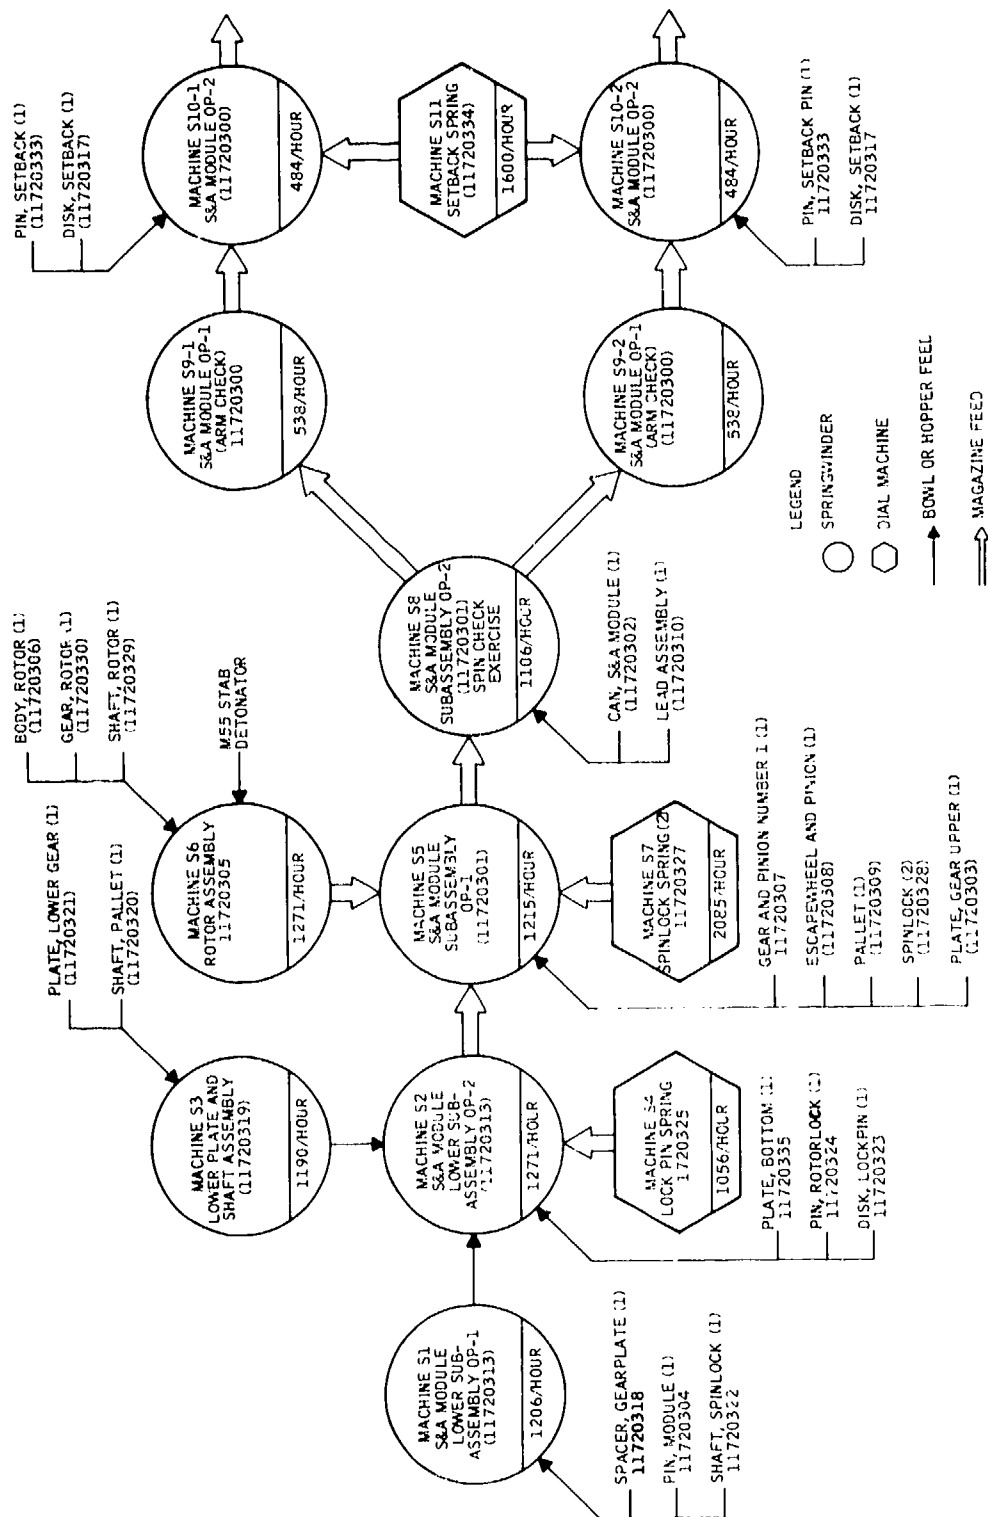 MACHINE S1
S&A MODULE
LOWER SUB-
ASSEMBLY OP-1
(11720313)
1206/HOUR
SPACER, GEARPLATE (1)
11720318
PIN, MODULE (1)
11720304
SHAFT, SPINLOCK (1)
11720322
PLATE, LOWER GEAR (1)
(11720321)
SHAFT, PALLET (1)
(11720320)
MACHINE S3
LOWER PLATE AND
SHAFT ASSEMBLY
(11720319)
1190/HOUR
MACHINE S2
S&A MODULE
LOWER SUB-
ASSEMBLY OP-2
(11720313)
1271/HOUR
MACHINE S4
LOCK PIN SPRING
1720325
1056/HOUR
PLATE, BOTTOM (1)
11720335
PIN, ROTORLOCK (1)
11720324
DISK, LOCKPIN (1)
11720323
BODY, ROTOR (1)
(11720306)
GEAR, ROTOR (1)
(11720330)
SHAFT, ROTOR (1)
(11720329)
M55 STAB
DETONATOR
MACHINE S6
ROTOR ASSEMBLY
11720305
1271/HOUR
MACHINE S5
S&A MODULE
SUBASSEMBLY
OP-1
(11720301)
1215/HOUR
MACHINE S7
SPINLOCK SPRING (2)
11720327
2085/HOUR
GEAR AND PINION NUMBER 1 (1)
11720307
ESCAPEWHEEL AND PINION (1)
(11720308)
PALLET (1)
(11720309)
SPINLOCK (2)
(11720328)
PLATE, GEAR UPPER (1)
(11720303)
MACHINE S8
S&A MODULE
SUBASSEMBLY OP-2
(11720301)
SPIN CHECK
EXERCISE
1106/HOUR
CAN, S&A MODULE (1)
(11720302)
LEAD ASSEMBLY (1)
(11720310)
MACHINE S9-1
S&A MODULE OP-1
(ARM CHECK)
11720300
538/HOUR
MACHINE S9-2
S&A MODULE OP-1
(ARM CHECK)
(11720300)
538/HOUR
PIN, SETBACK (1)
(11720333)
DISK, SETBACK (1)
(11720317)
MACHINE S10-1
S&A MODULE OP-2
(11720300)
484/HOUR
MACHINE S11
SETBACK SPRING
(11720334)
1600/HOUR
MACHINE S10-2
S&A MODULE OP-2
(11720300)
484/HOUR
PIN, SETBACK PIN (1)
11720333
DISK, SETBACK (1)
11720317
LEGEND
SPRINGWINDER
DIAL MACHINE
BOWL OR HOPPER FEEL
MAGAZINE FEED